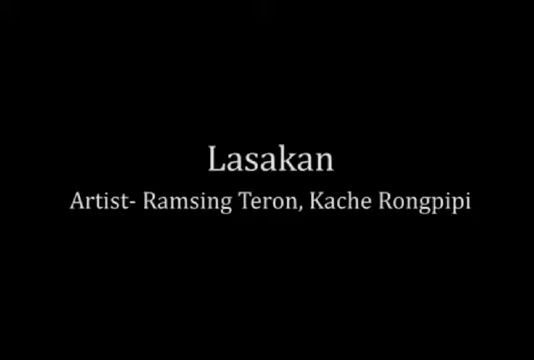 Lasakan
Artist- Ramsing Teron, Kache Rongpipi